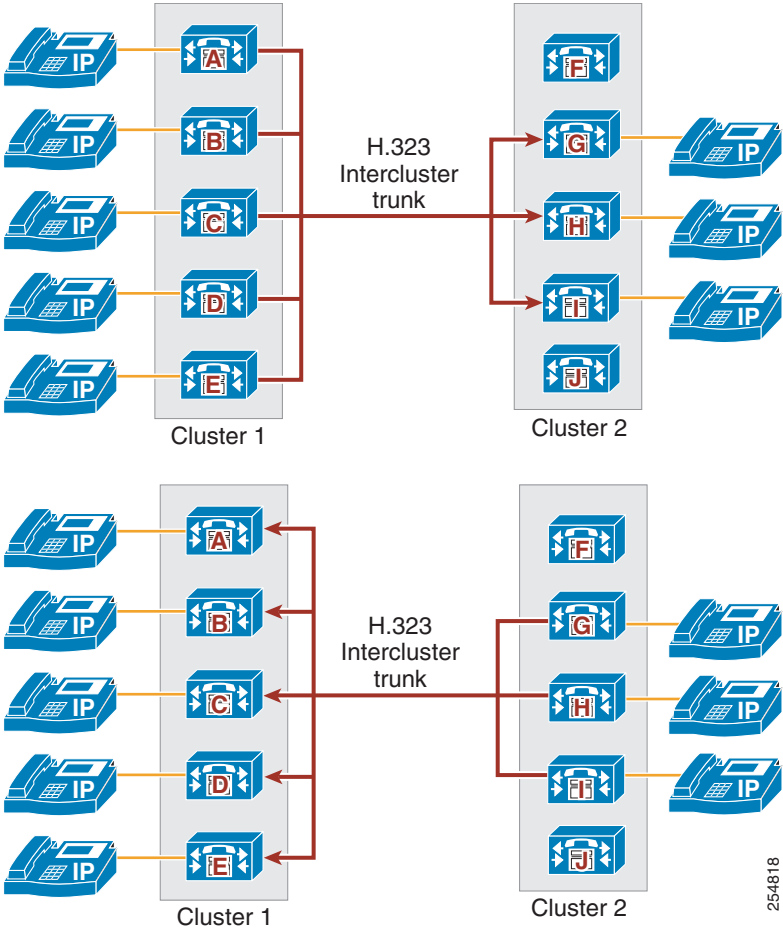 IP
A
F
IP
B
G
IP
H.323
Intercluster
trunk
IP
C
H
IP
IP
D
I
IP
IP
E
J
Cluster 1
Cluster 2
IP
A
F
IP
B
G
IP
H.323
Intercluster
trunk
IP
C
H
IP
IP
D
I
IP
IP
E
J
Cluster 1
Cluster 2
254818